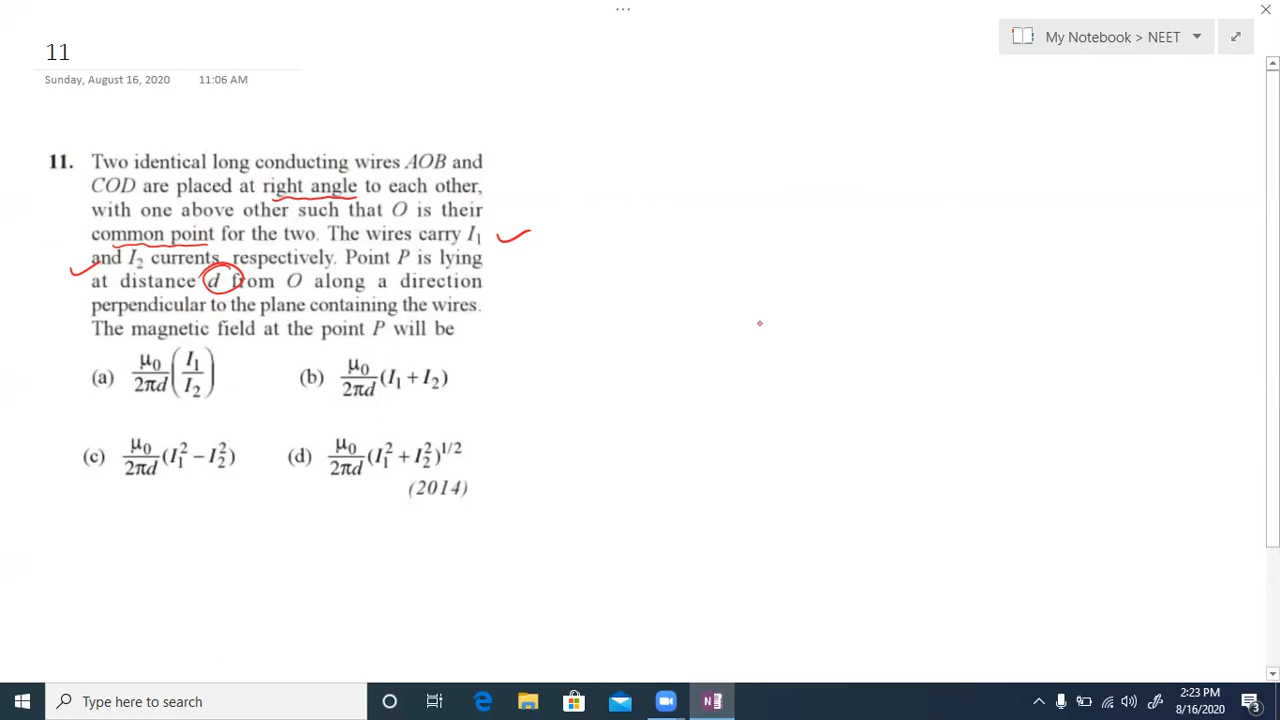 ...
11
My Notebook > NEET
Sunday, August 16, 2020 11:06 AM
11. Two identical long conducting wires AOB and
COD are placed at right angle to each other,
with one above other such that O is their
common point for the two. The wires carry I₁
and I₂ currents, respectively. Point P is lying
at distance d from O along a direction
perpendicular to the plane containing the wires.
The magnetic field at the point P will be
(a) μ₀/2πd (I₁/I₂) (b) μ₀/2πd (I₁ + I₂)
(c) μ₀/2πd (I₁² − I₂²) (d) μ₀/2πd (I₁² + I₂²)^1/2
(2014)
Type here to search
N
2:23 PM
8/16/2020
3